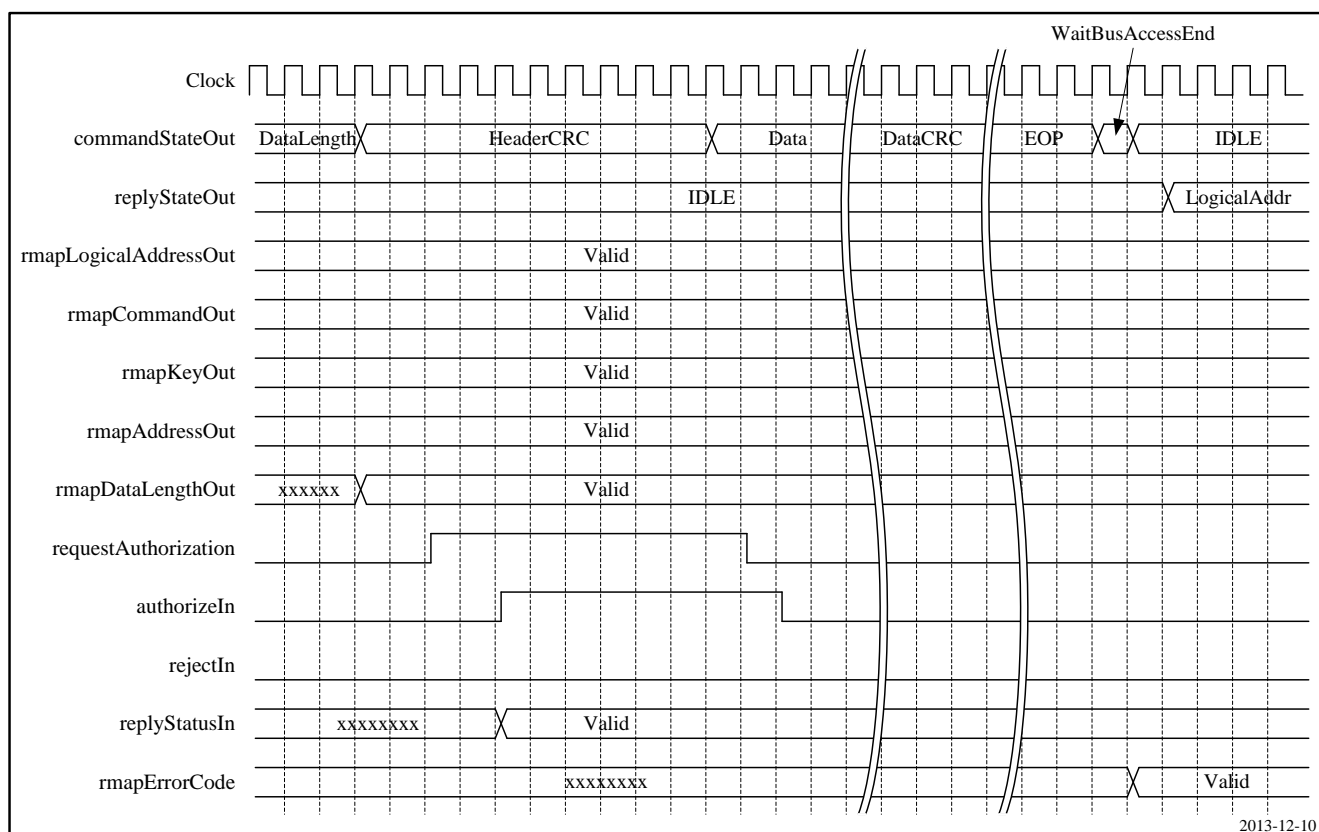 WaitBusAccessEnd
Clock
commandStateOut DataLength HeaderCRC Data DataCRC EOP IDLE
replyStateOut IDLE LogicalAddr
rmapLogicalAddressOut Valid
rmapCommandOut Valid
rmapKeyOut Valid
rmapAddressOut Valid
rmapDataLengthOut xxxxxx Valid
requestAuthorization
authorizeIn
rejectIn
replyStatusIn xxxxxxxx Valid
rmapErrorCode xxxxxxxx Valid
2013-12-10